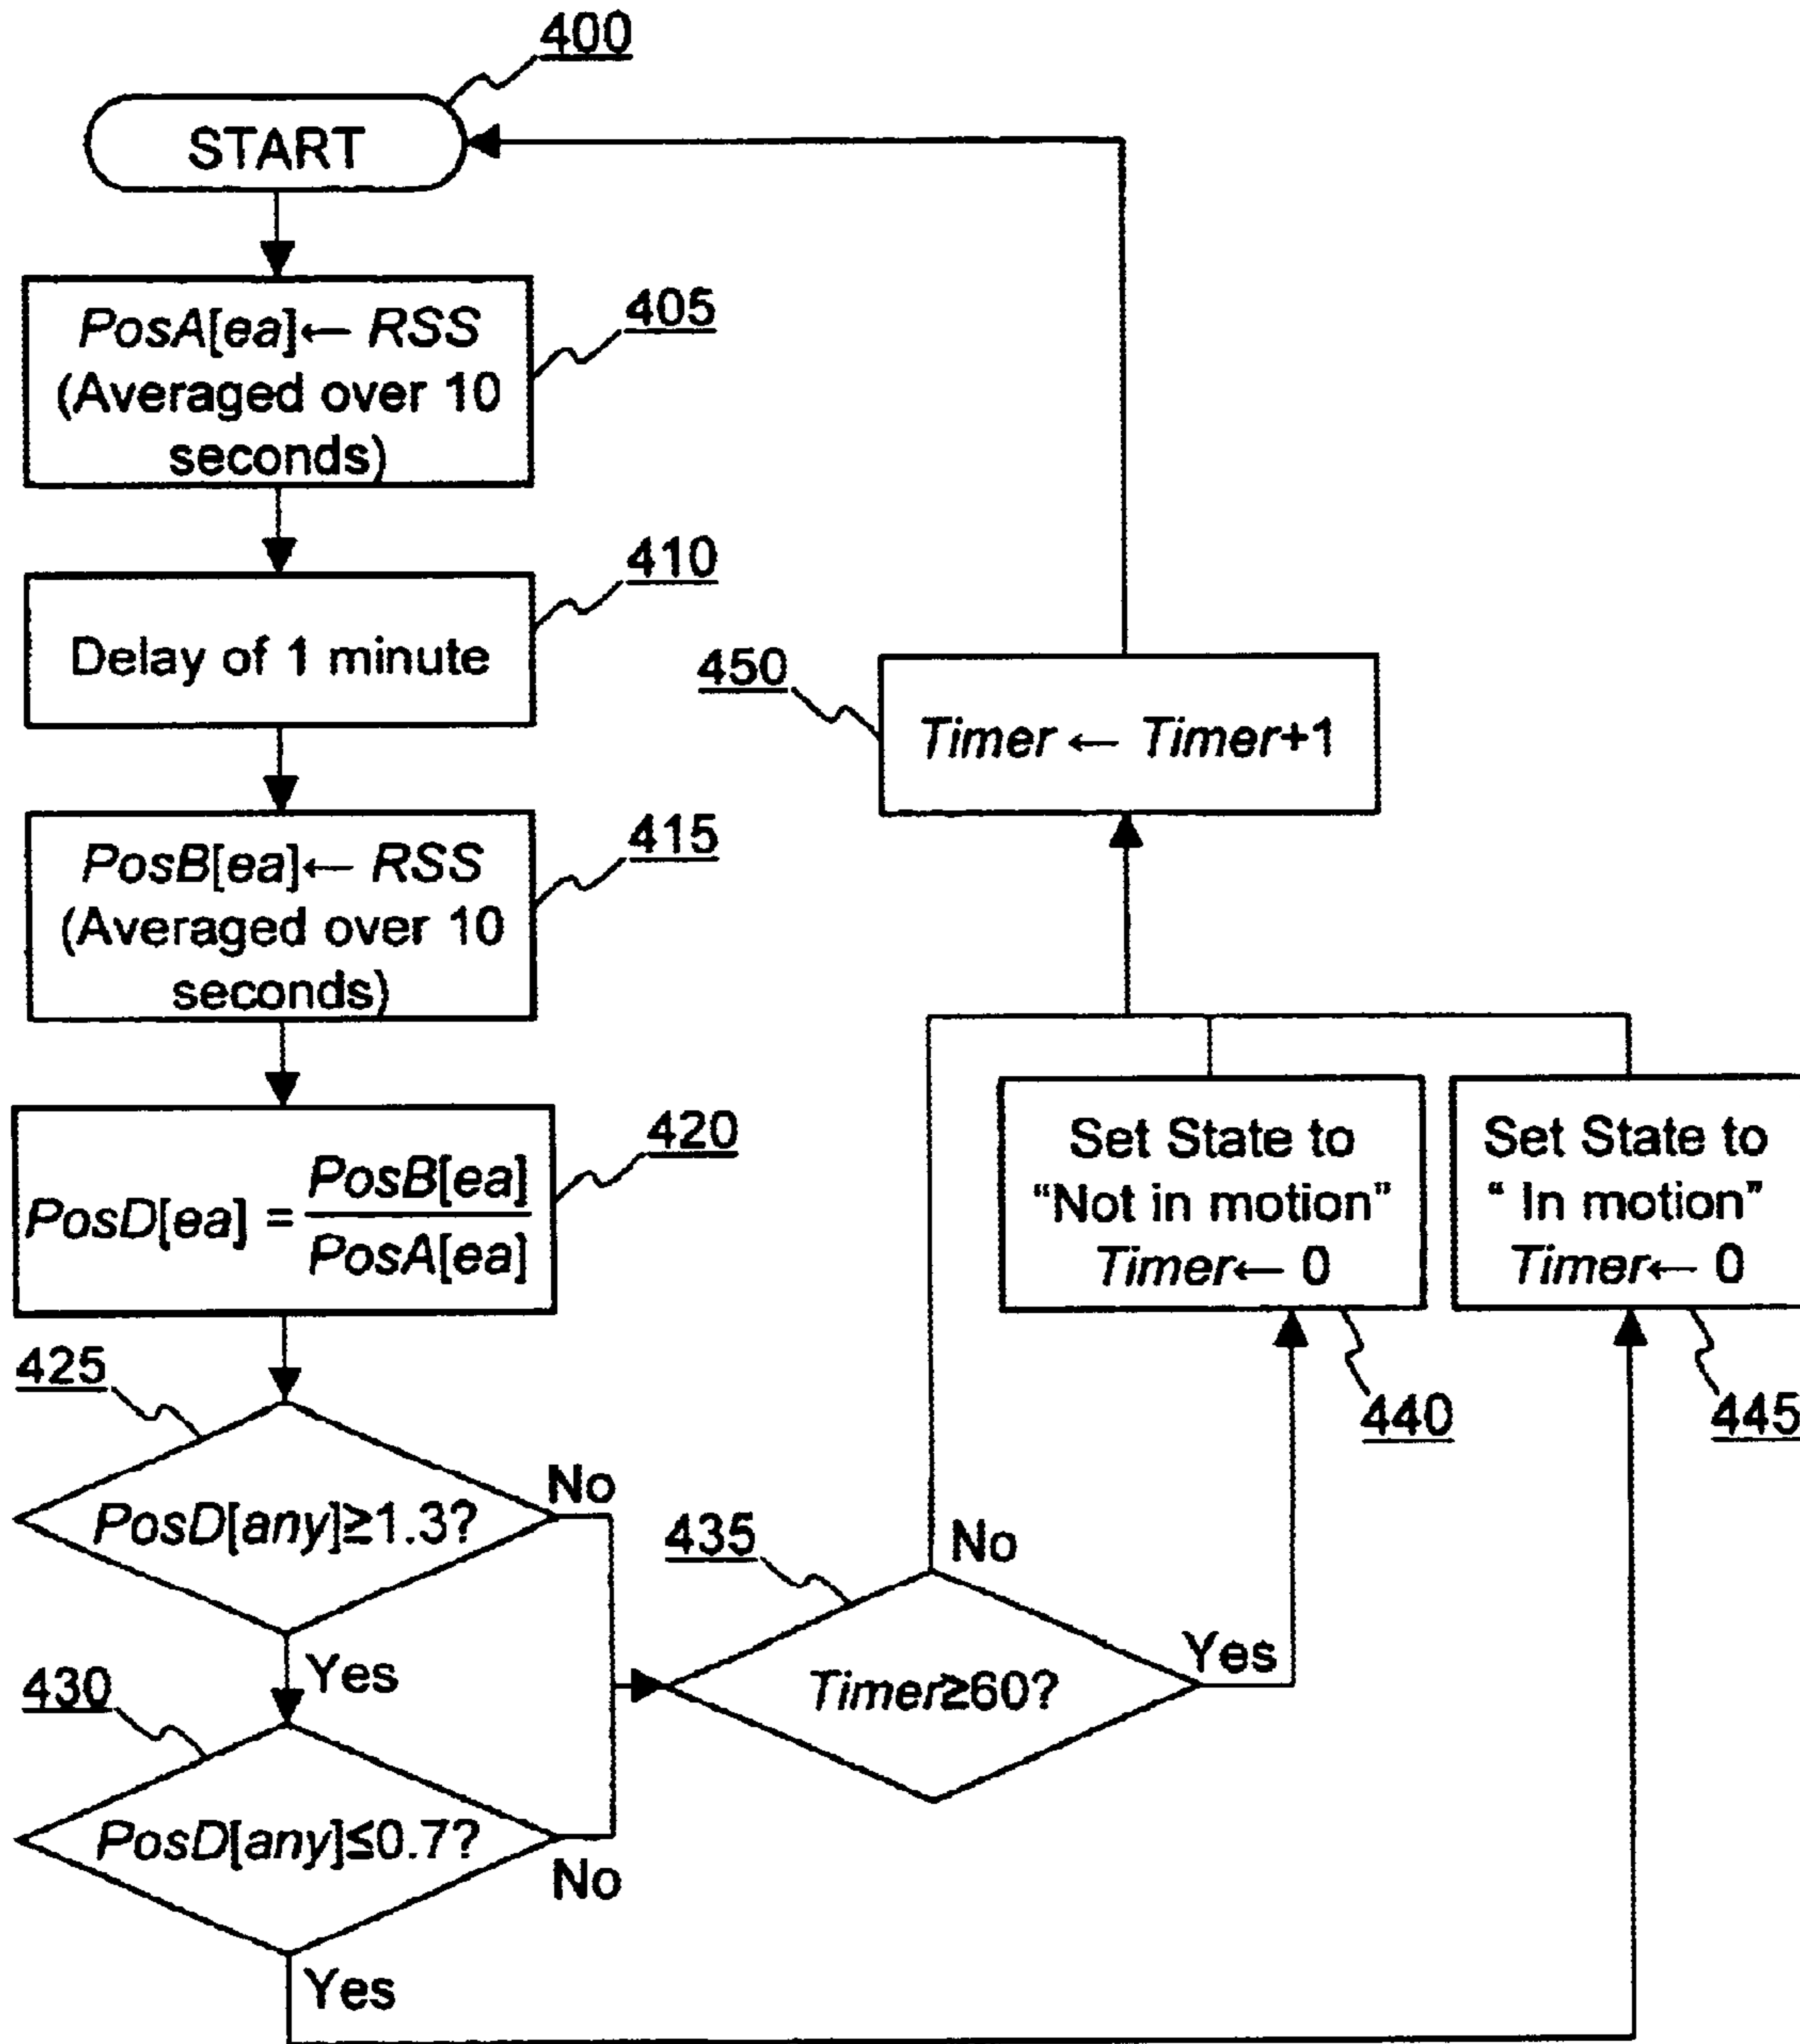 400
START
PosA[ea]← RSS
(Averaged over 10
seconds)
405
Delay of 1 minute
410
PosB[ea]← RSS
(Averaged over 10
seconds)
415
PosD[ea] = PosB[ea]
PosA[ea]
420
425
PosD[any]≥1.3?
No
Yes
430
PosD[any]≤0.7?
No
Yes
435
Timer≥60?
No
Yes
Set State to
“Not in motion”
Timer← 0
440
Set State to
“ In motion”
Timer← 0
445
450
Timer ← Timer+1